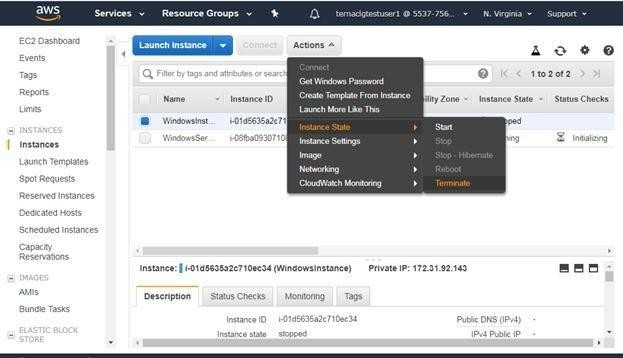 aws Services Resource Groups ternaclgtestuser1 @ 5537-756... N. Virginia Support
EC2 Dashboard
Events
Tags
Reports
Limits
INSTANCES
Instances
Launch Templates
Spot Requests
Reserved Instances
Dedicated Hosts
Scheduled Instances
Capacity
Reservations
IMAGES
AMIs
Bundle Tasks
ELASTIC BLOCK
STORE
Launch Instance Connect Actions
Filter by tags and attributes or search 1 to 2 of 2
Name Instance ID bility Zone Instance State Status Checks
WindowsInst... i-01d5635a2c71 pped
WindowsSer... i-08fba0930710 ning Initializing
Connect
Get Windows Password
Create Template From Instance
Launch More Like This
Instance State
Instance Settings
Image
Networking
CloudWatch Monitoring
Start
Stop
Stop - Hibernate
Reboot
Terminate
Instance: i-01d5635a2c710ec34 (WindowsInstance) Private IP: 172.31.92.143
Description Status Checks Monitoring Tags
Instance ID i-01d5635a2c710ec34 Public DNS (IPv4) -
Instance state stopped IPv4 Public IP -